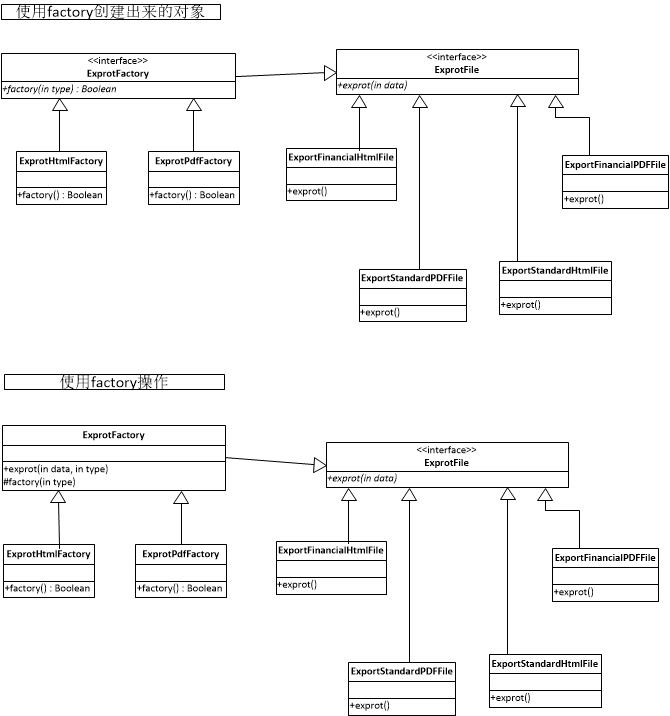 使用factory创建出来的对象
<<interface>>
ExprotFactory
+factory(in type) : Boolean
<<interface>>
ExprotFile
+exprot(in data)
ExprotHtmlFactory
+factory() : Boolean
ExprotPdfFactory
+factory() : Boolean
ExportFinancialHtmlFile
+exprot()
ExportFinancialPDFFile
+exprot()
ExportStandardPDFFile
+exprot()
ExportStandardHtmlFile
+exprot()
使用factory操作
ExprotFactory
+exprot(in data, in type)
#factory(in type)
<<interface>>
ExprotFile
+exprot(in data)
ExprotHtmlFactory
+factory() : Boolean
ExprotPdfFactory
+factory() : Boolean
ExportFinancialHtmlFile
+exprot()
ExportFinancialPDFFile
+exprot()
ExportStandardPDFFile
+exprot()
ExportStandardHtmlFile
+exprot()